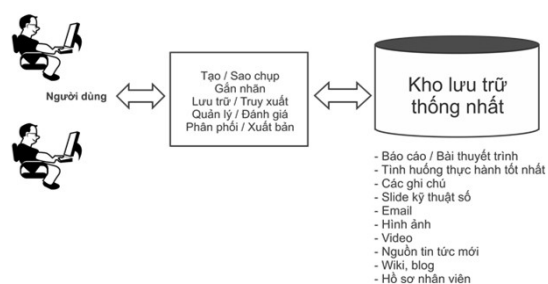 Người dùng
Tạo / Sao chụp
Gắn nhãn
Lưu trữ / Truy xuất
Quản lý / Đánh giá
Phân phối / Xuất bản
Kho lưu trữ
thống nhất
- Báo cáo / Bài thuyết trình
- Tình huống thực hành tốt nhất
- Các ghi chú
- Slide kỹ thuật số
- Email
- Hình ảnh
- Video
- Nguồn tin tức mới
- Wiki, blog
- Hồ sơ nhân viên